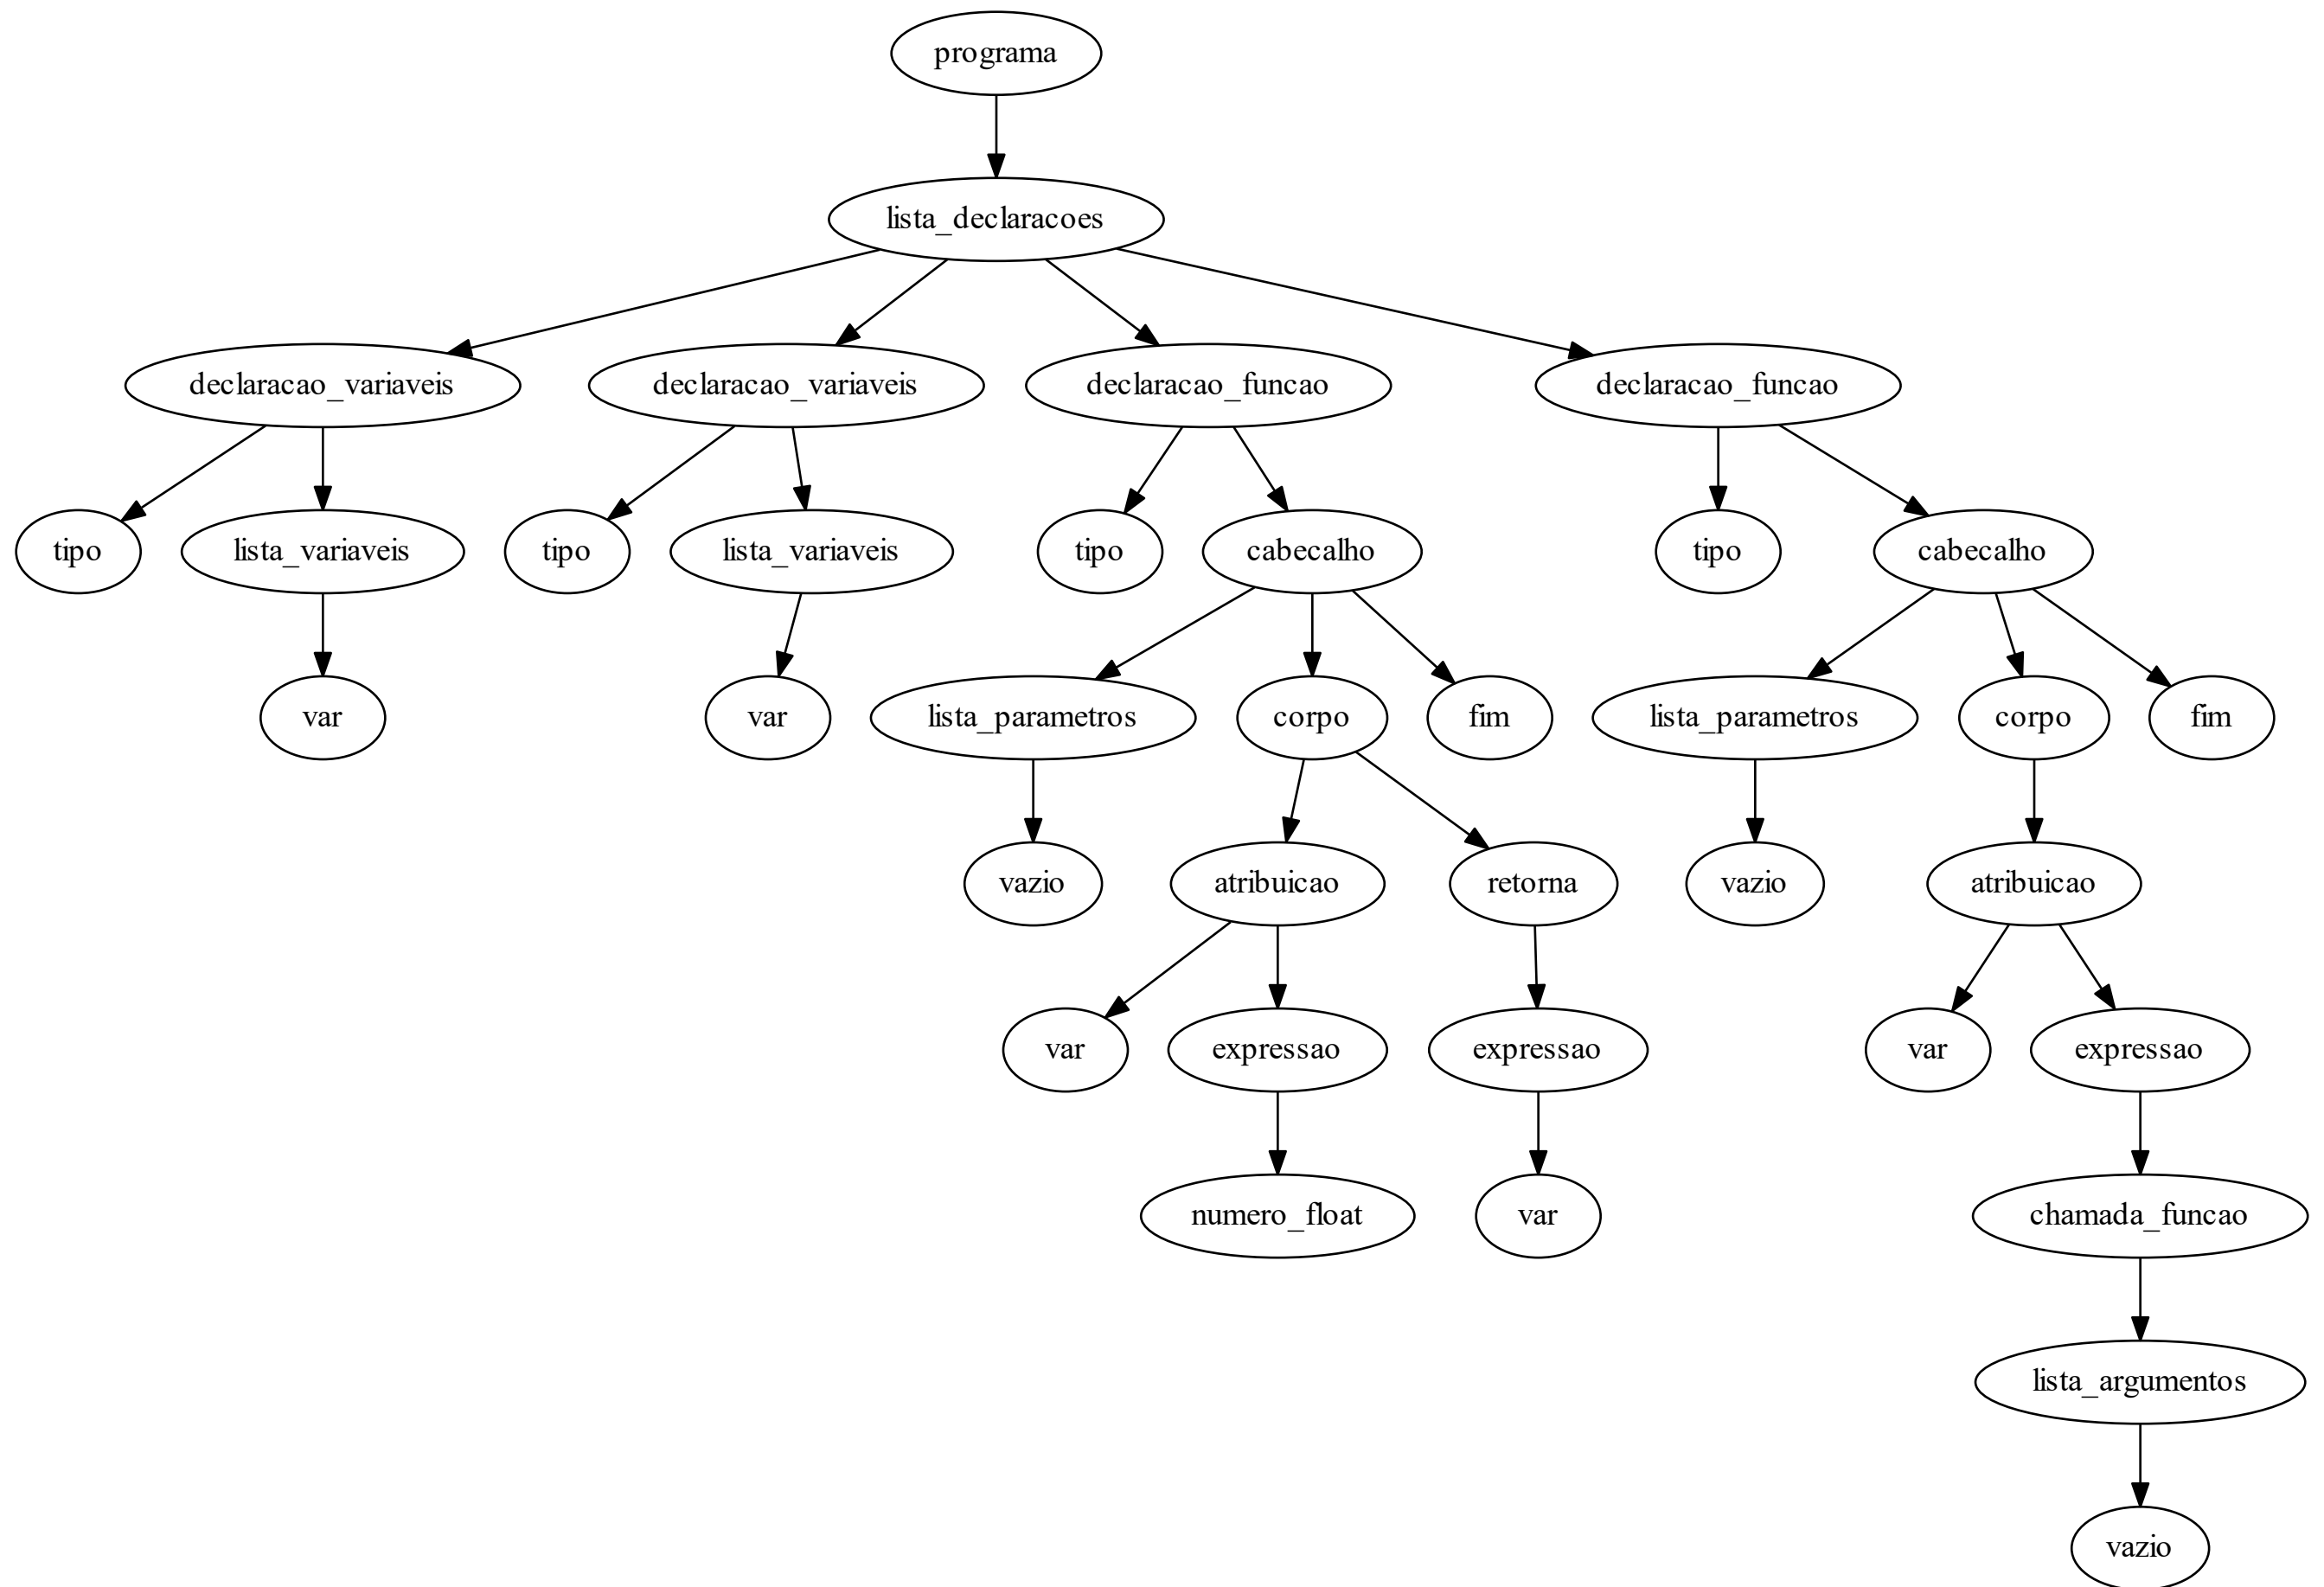 programa
lista_declaracoes
declaracao_variaveis declaracao_variaveis declaracao_funcao declaracao_funcao
tipo lista_variaveis tipo lista_variaveis tipo cabecalho tipo cabecalho
var var lista_parametros corpo fim lista_parametros corpo fim
vazio atribuicao retorna vazio atribuicao
var expressao expressao var expressao
numero_float var chamada_funcao
lista_argumentos
vazio